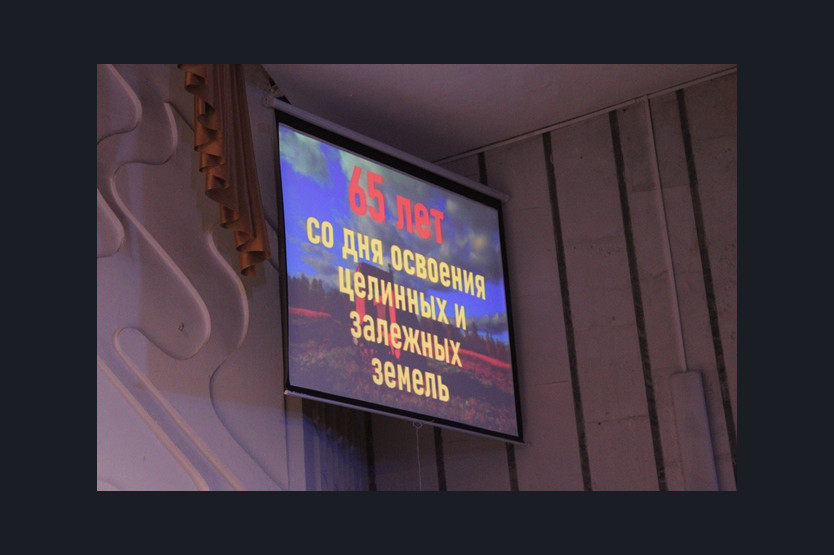 65 лет
со дня освоения
целинных и
залежных
земель